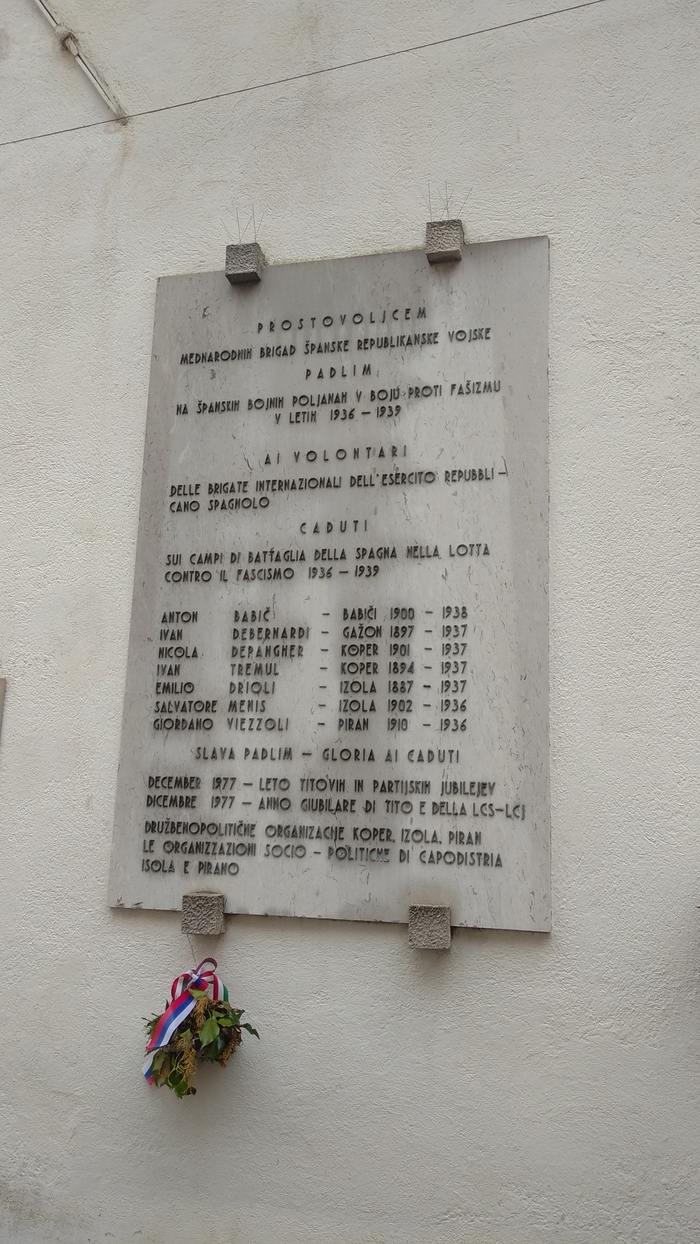 PROSTOVOLJCEM
MEDNARODNIH BRIGAD ŠPANSKE REPUBLIKANSKE VOJSKE
PADLIM
NA ŠPANSKIH BOJNIH POLJANAH V BOJU PROTI FAŠIZMU
V LETIH 1936 – 1939
AI VOLONTARI
DELLE BRIGATE INTERNAZIONALI DELL'ESERCITO REPUBBLI –
CANO SPAGNOLO
CADUTI
SUI CAMPI DI BATTAGLIA DELLA SPAGNA NELLA LOTTA
CONTRO IL FASCISMO 1936 – 1939
ANTON BABIČ – BABIČI 1900 – 1938
IVAN DEBERNARDI – GAŽON 1897 – 1937
NICOLA DEPANGHER – KOPER 1901 – 1937
IVAN TREMUL – KOPER 1894 – 1937
EMILIO DRIOLI – IZOLA 1887 – 1937
SALVATORE MENIS – IZOLA 1902 – 1936
GIORDANO VIEZZOLI – PIRAN 1910 – 1936
SLAVA PADLIM – GLORIA AI CADUTI
DECEMBER 1977 – LETO TITOVIH IN PARTIJSKIH JUBILEJEV
DICEMBRE 1977 – ANNO GIUBILARE DI TITO E DELLA LCS–LCJ
DRUŽBENOPOLITIČNE ORGANIZACIJE KOPER, IZOLA, PIRAN
LE ORGANIZZAZIONI SOCIO – POLITICHE DI CAPODISTRIA
ISOLA E PIRANO